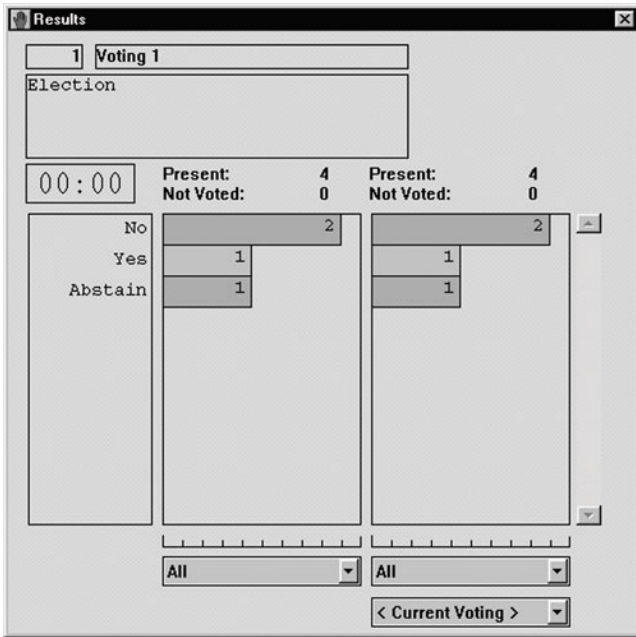 Results
1 Voting 1
Election
00:00
Present: 4 Present: 4
Not Voted: 0 Not Voted: 0
No 2 2
Yes 1 1
Abstain 1 1
All All
< Current Voting >